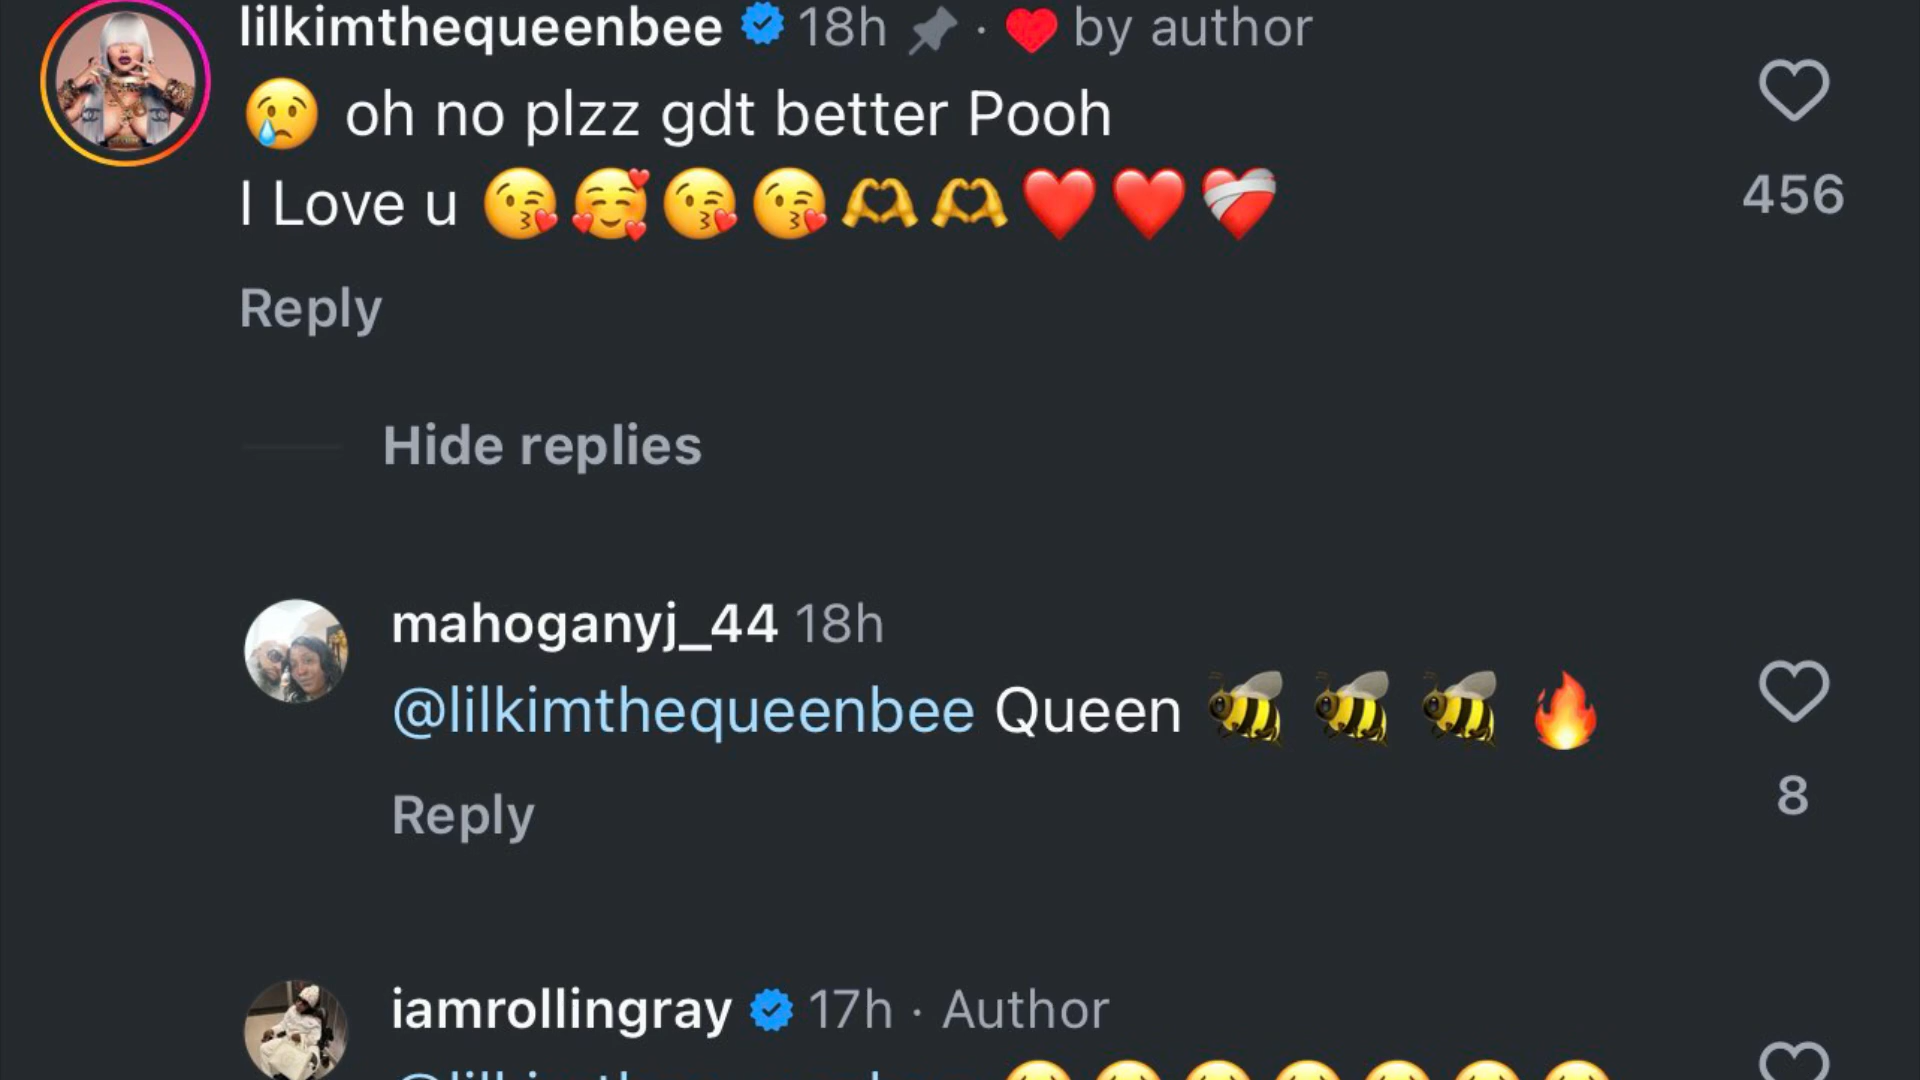 lilkimthequeenbee 18h · ❤️ by author
😢 oh no plzz gdt better Pooh
I Love u 😘🥰😘😘🫶🫶❤️❤️❤️‍🩹
456
Reply
Hide replies
mahoganyj_44 18h
@lilkimthequeenbee Queen 🐝 🐝 🐝 🔥
8
Reply
iamrollingray 17h · Author